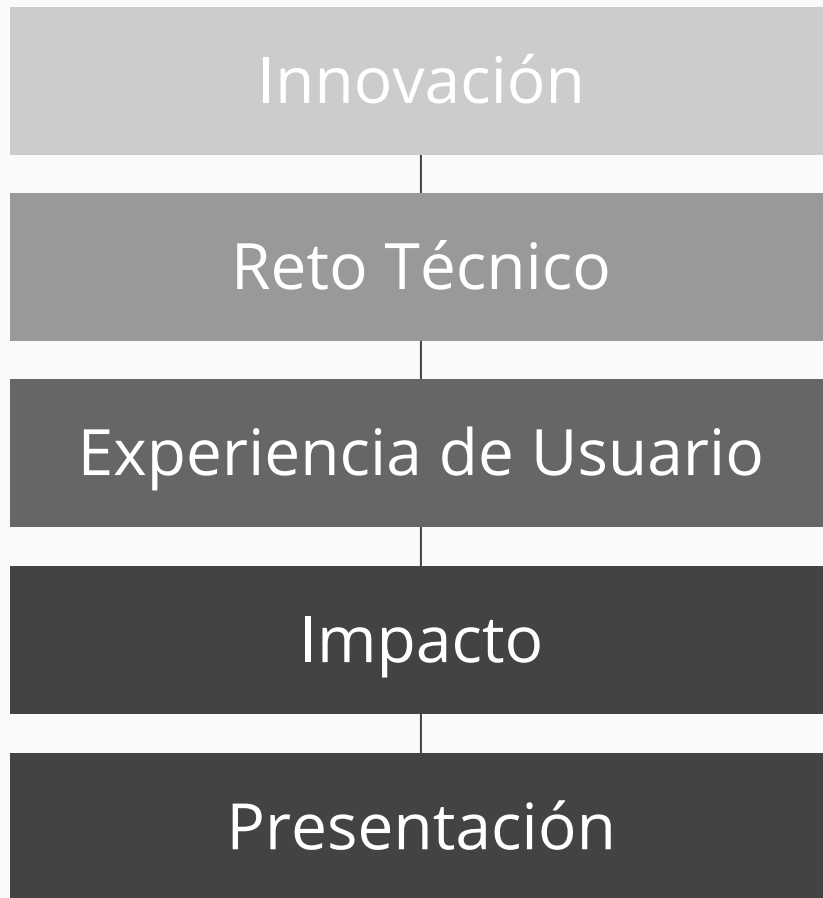 Innovación
Reto Técnico
Experiencia de Usuario
Impacto
Presentación